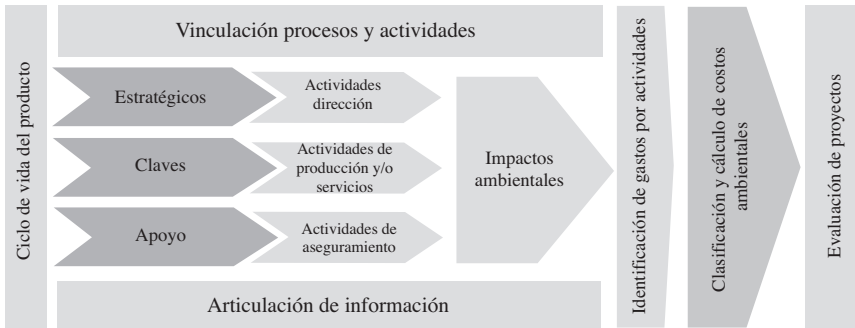 Ciclo de vida del producto
Vinculación procesos y actividades
Estratégicos
Actividades
dirección
Claves
Actividades de
producción y/o
servicios
Apoyo
Actividades de
aseguramiento
Impactos
ambientales
Articulación de información
Identificación de gastos por actividades
Clasificación y cálculo de costos
ambientales
Evaluación de proyectos